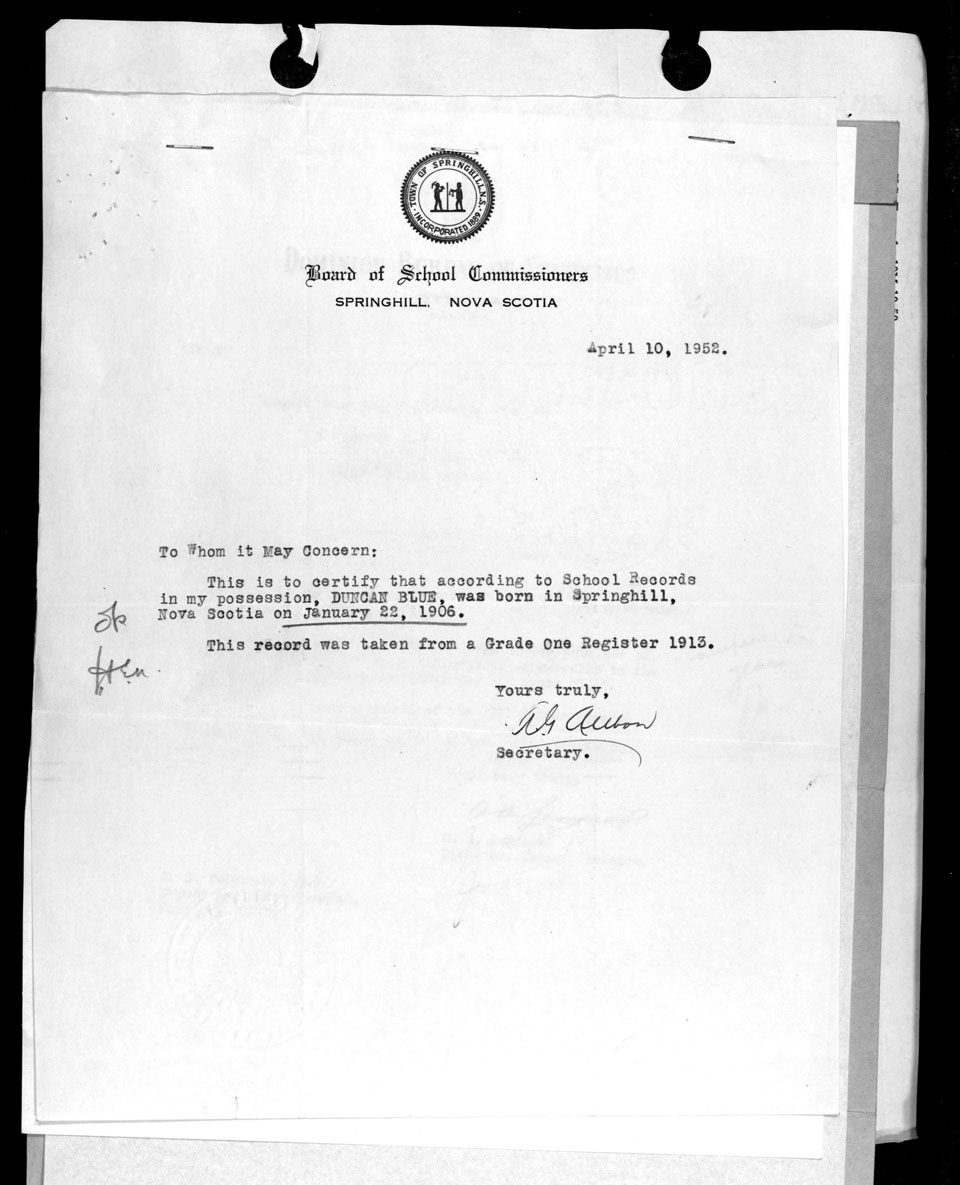 TOWN OF SPRINGHILL, N.S.
INCORPORATED 1889
Board of School Commissioners
SPRINGHILL, NOVA SCOTIA
April 10, 1952.
To Whom it May Concern:
This is to certify that according to School Records
in my possession, DUNCAN BLUE, was born in Springhill,
Nova Scotia on January 22, 1906.
This record was taken from a Grade One Register 1913.
Yours truly,
Secretary.